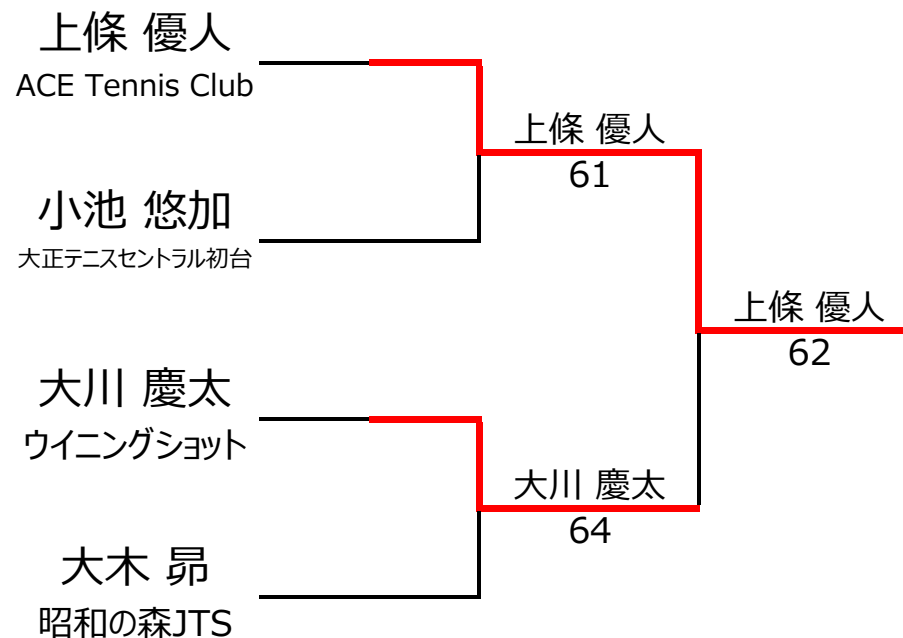 上條 優人
ACE Tennis Club
小池 悠加
大正テニスセントラル初台
大川 慶太
ウイニングショット
大木 昴
昭和の森JTS
上條 優人
61
大川 慶太
64
上條 優人
62